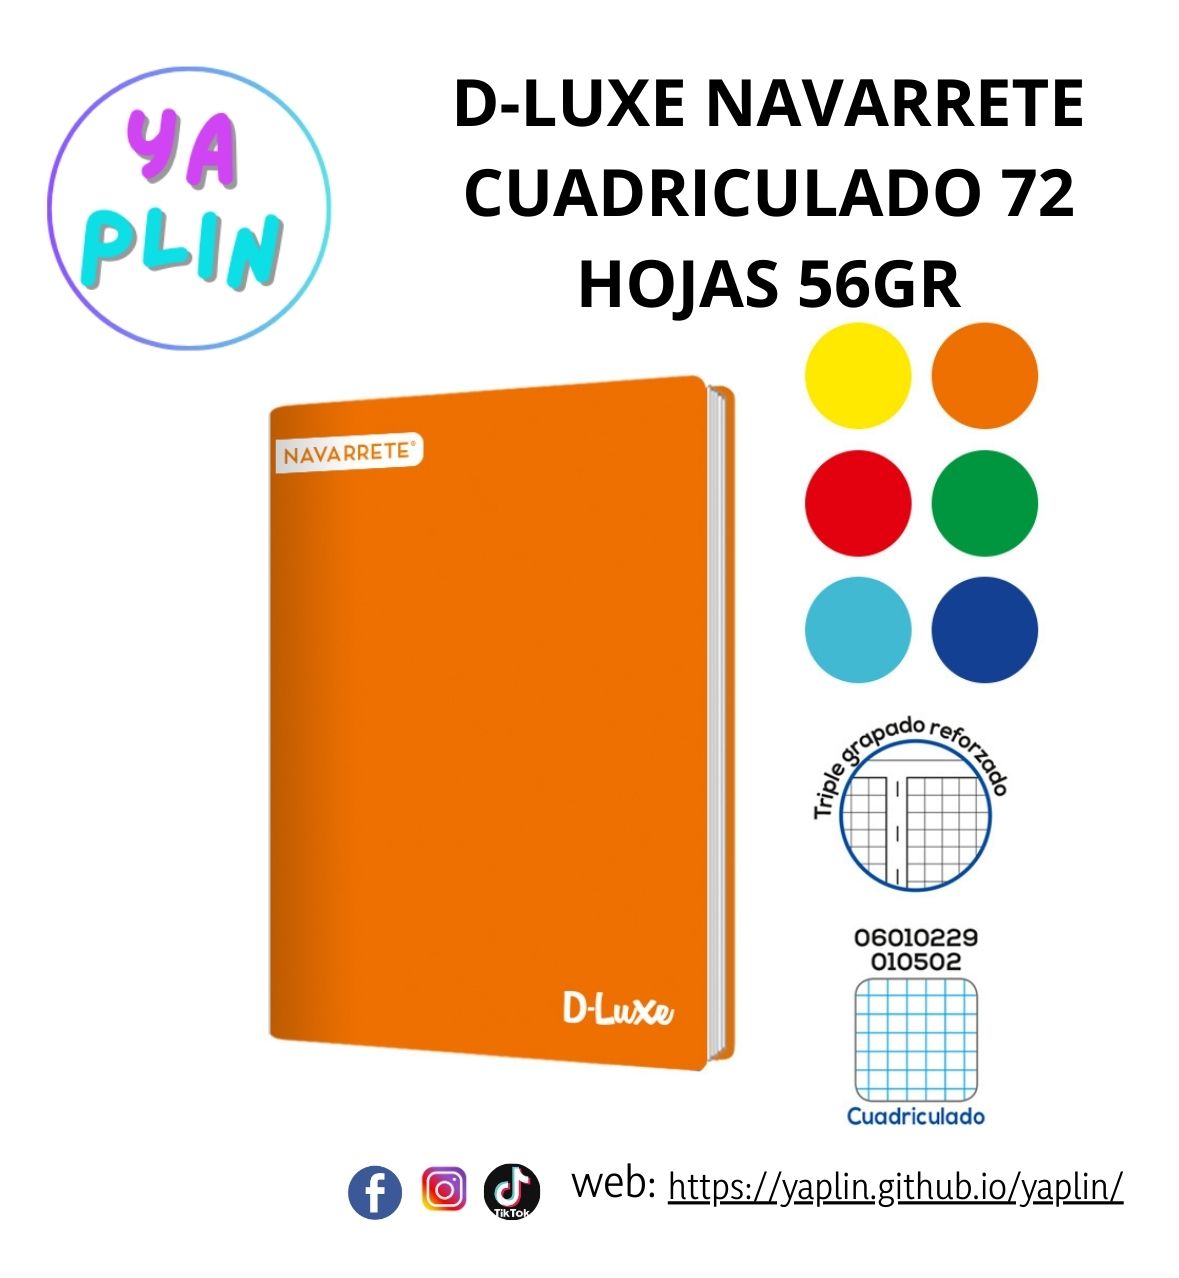 YA
PLIN
D-LUXE NAVARRETE
CUADRICULADO 72
HOJAS 56GR
NAVARRETE®
D-Luxe
Triple grapado reforzado
06010229
010502
Cuadriculado
TikTok
web: https://yaplin.github.io/yaplin/